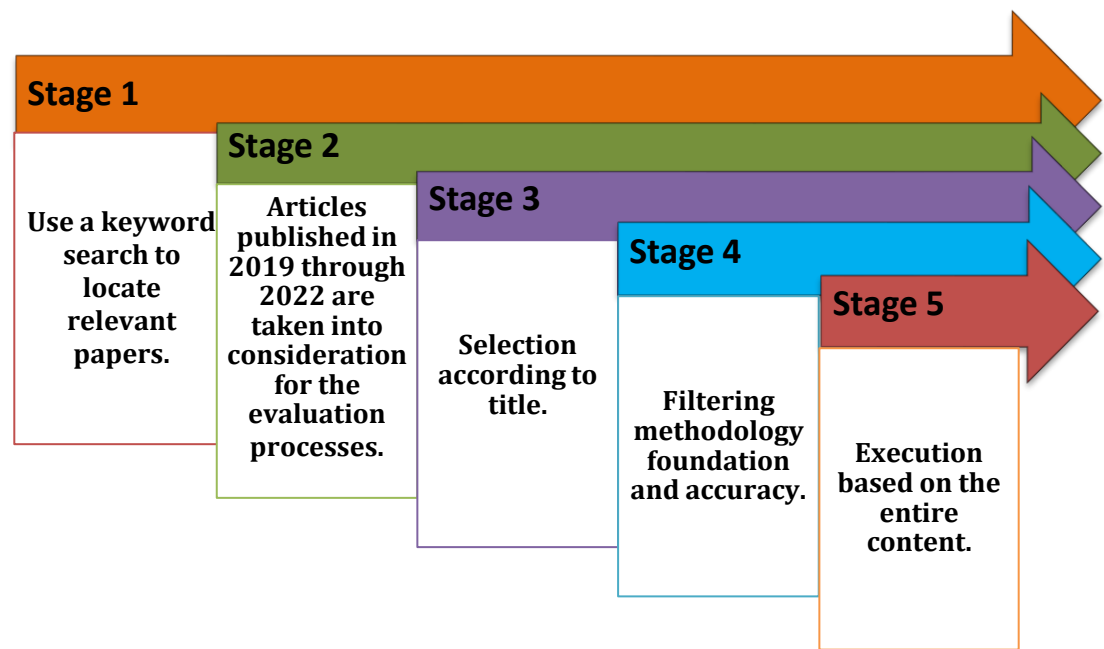 Stage 1
Use a keyword
search to
locate
relevant
papers.
Stage 2
Articles
published in
2019 through
2022 are
taken into
consideration
for the
evaluation
processes.
Stage 3
Selection
according to
title.
Stage 4
Filtering
methodology
foundation
and accuracy.
Stage 5
Execution
based on the
entire
content.